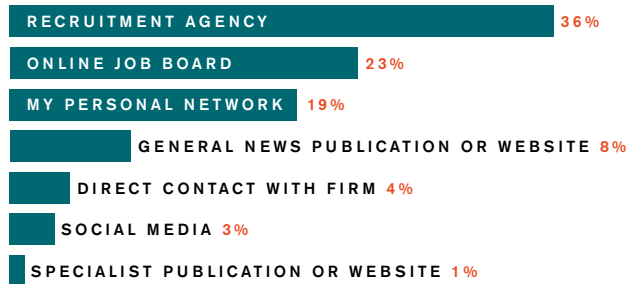 RECRUITMENT AGENCY 36%
ONLINE JOB BOARD 23%
MY PERSONAL NETWORK 19%
GENERAL NEWS PUBLICATION OR WEBSITE 8%
DIRECT CONTACT WITH FIRM 4%
SOCIAL MEDIA 3%
SPECIALIST PUBLICATION OR WEBSITE 1%